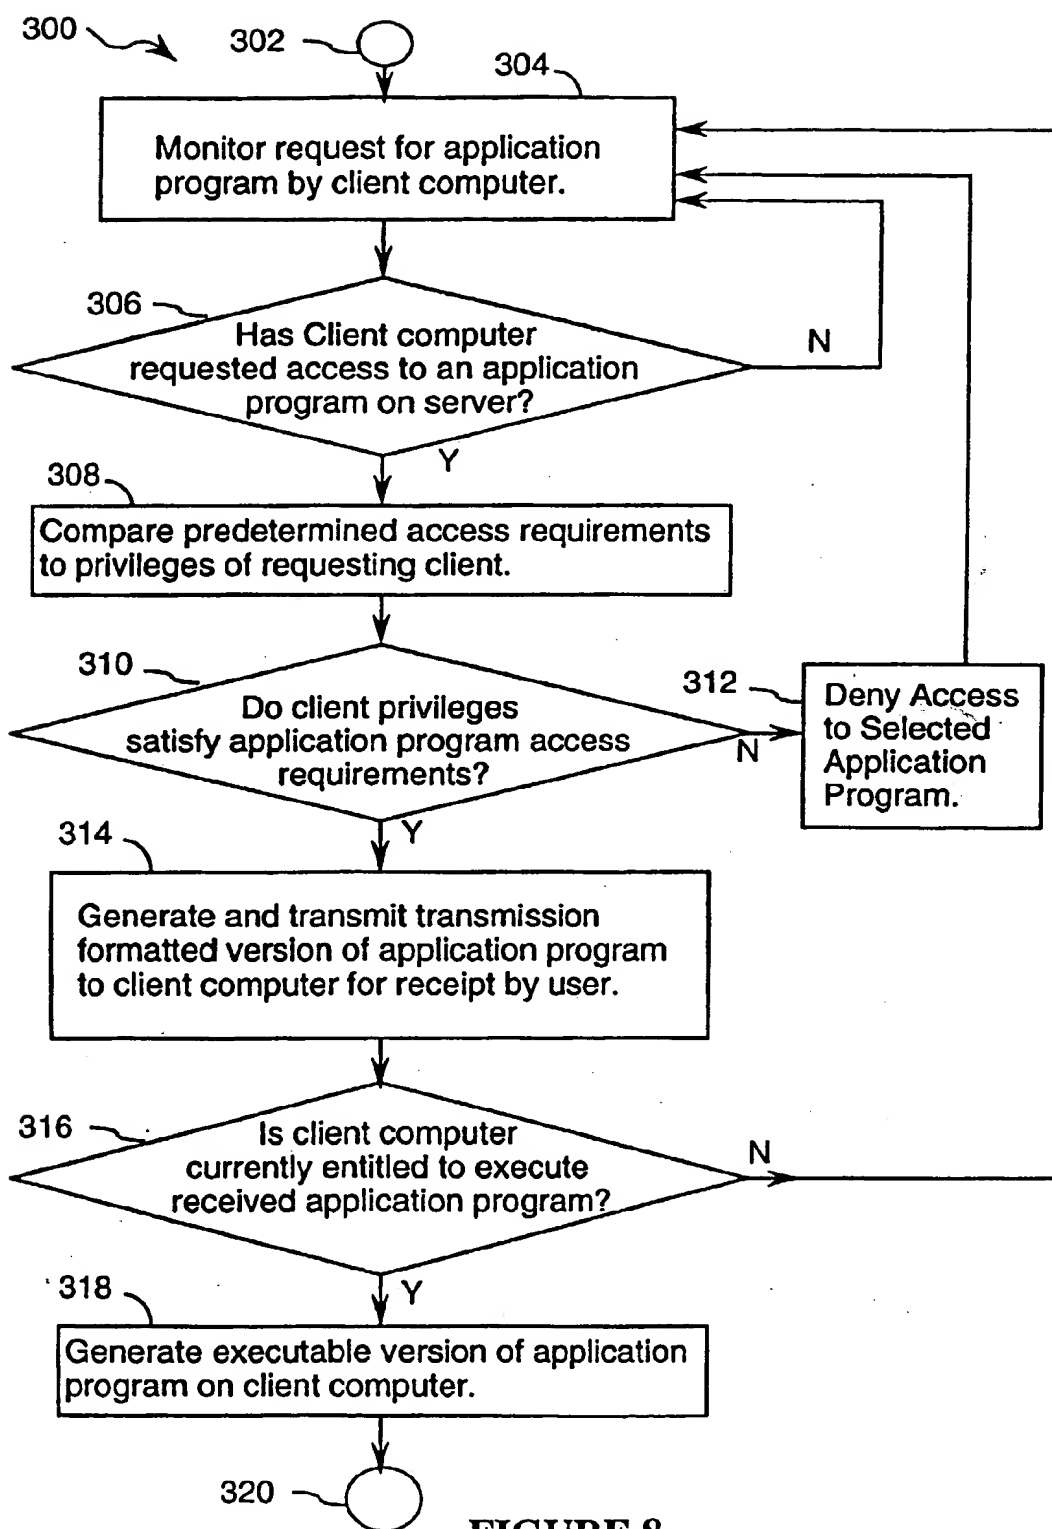 300
302
304
Monitor request for application
program by client computer.
306
Has Client computer
requested access to an application
program on server?
N
Y
308
Compare predetermined access requirements
to privileges of requesting client.
310
Do client privileges
satisfy application program access
requirements?
N
312
Deny Access
to Selected
Application
Program.
Y
314
Generate and transmit transmission
formatted version of application program
to client computer for receipt by user.
316
Is client computer
currently entitled to execute
received application program?
N
Y
318
Generate executable version of application
program on client computer.
320
FIGURE 8